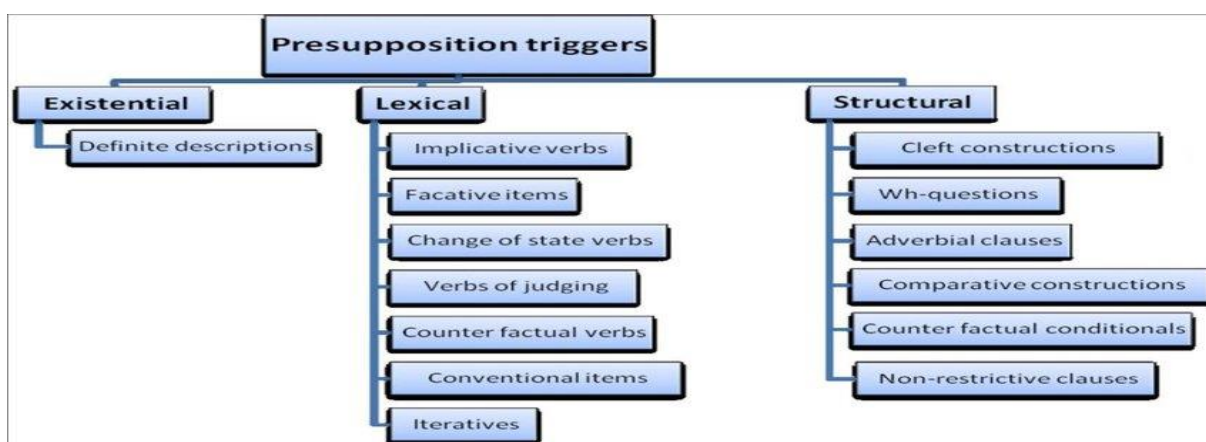 Presupposition triggers
Existential
Definite descriptions
Lexical
Implicative verbs
Facative items
Change of state verbs
Verbs of judging
Counter factual verbs
Conventional items
Iteratives
Structural
Cleft constructions
Wh-questions
Adverbial clauses
Comparative constructions
Counter factual conditionals
Non-restrictive clauses